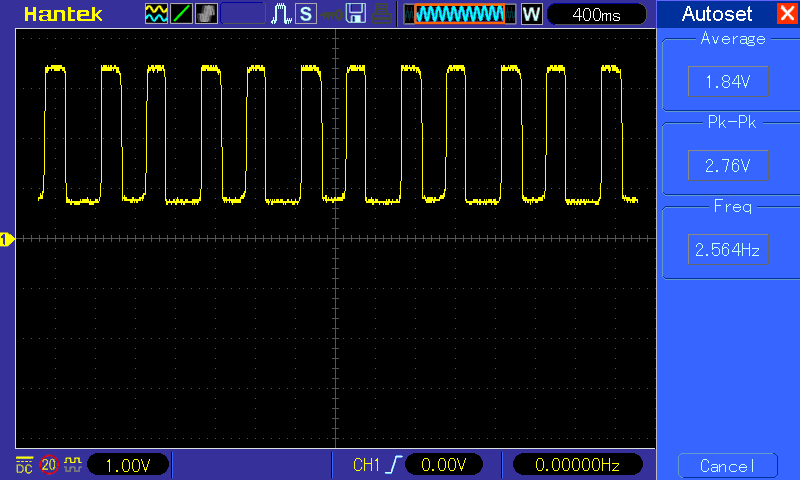 Hantek S W 400ms Autoset
Average
1.84V
Pk-Pk
2.76V
Freq
2.564Hz
1
DC 20 1.00V CH1 0.00V 0.00000Hz Cancel